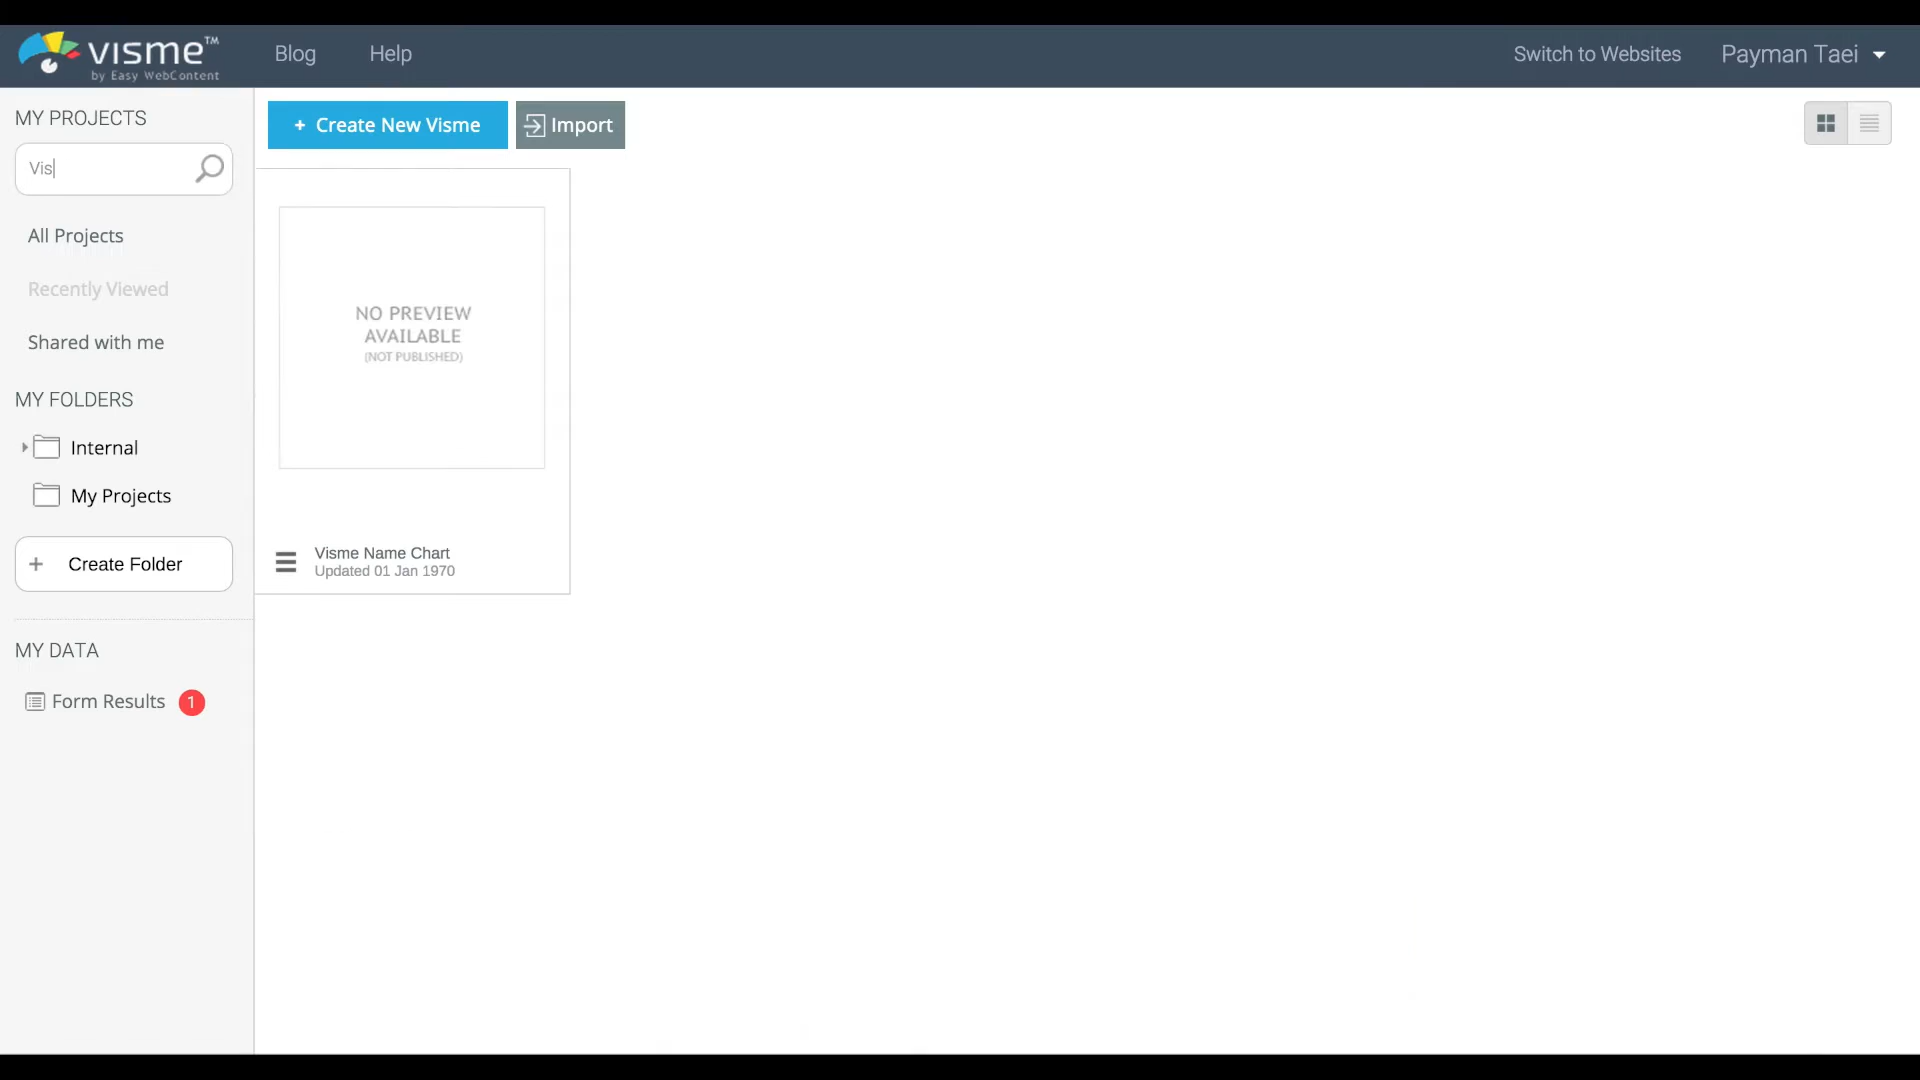 visme™
by Easy WebContent
Blog
Help
Switch to Websites
Payman Taei
MY PROJECTS
Vis
All Projects
Recently Viewed
Shared with me
MY FOLDERS
Internal
My Projects
+ Create Folder
MY DATA
Form Results 1
+ Create New Visme
Import
NO PREVIEW
AVAILABLE
(NOT PUBLISHED)
Visme Name Chart
Updated 01 Jan 1970